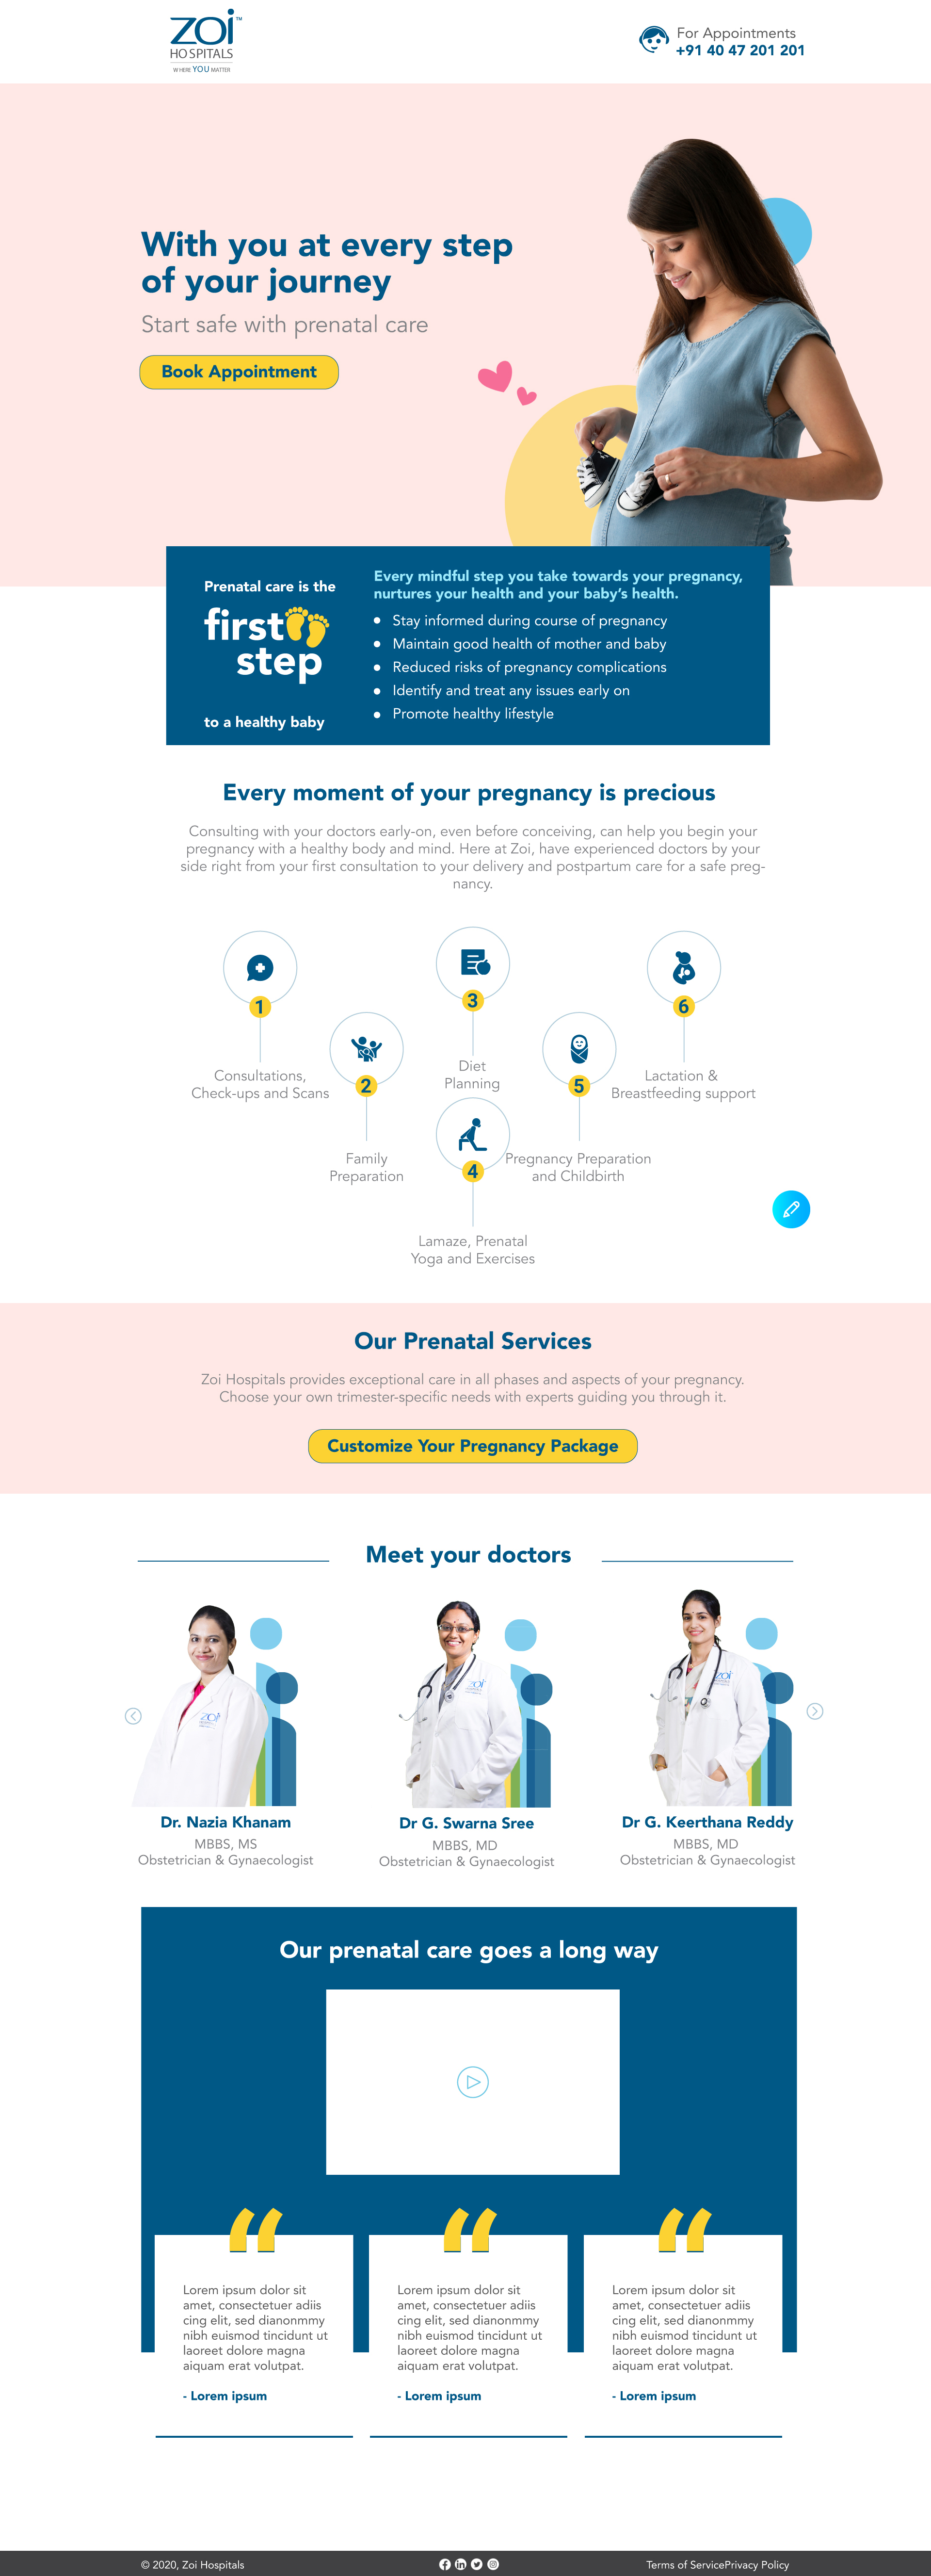 zoi TM
HOSPITALS
WHERE YOU MATTER
For Appointments
+91 40 47 201 201
With you at every step
of your journey
Start safe with prenatal care
Book Appointment
Prenatal care is the
first
step
to a healthy baby
Every mindful step you take towards your pregnancy,
nurtures your health and your baby's health.
Stay informed during course of pregnancy
Maintain good health of mother and baby
Reduced risks of pregnancy complications
Identify and treat any issues early on
Promote healthy lifestyle
Every moment of your pregnancy is precious
Consulting with your doctors early-on, even before conceiving, can help you begin your
pregnancy with a healthy body and mind. Here at Zoi, have experienced doctors by your
side right from your first consultation to your delivery and postpartum care for a safe preg-
nancy.
1
Consultations,
Check-ups and Scans
2
Family
Preparation
3
Diet
Planning
4
Lamaze, Prenatal
Yoga and Exercises
5
Pregnancy Preparation
and Childbirth
6
Lactation &
Breastfeeding support
Our Prenatal Services
Zoi Hospitals provides exceptional care in all phases and aspects of your pregnancy.
Choose your own trimester-specific needs with experts guiding you through it.
Customize Your Pregnancy Package
Meet your doctors
zoi
zoi
zoi
Dr. Nazia Khanam
MBBS, MS
Obstetrician & Gynaecologist
Dr G. Swarna Sree
MBBS, MD
Obstetrician & Gynaecologist
Dr G. Keerthana Reddy
MBBS, MD
Obstetrician & Gynaecologist
Our prenatal care goes a long way
Lorem ipsum dolor sit
amet, consectetuer adiis
cing elit, sed dianonmmy
nibh euismod tincidunt ut
laoreet dolore magna
aiquam erat volutpat.
- Lorem ipsum
Lorem ipsum dolor sit
amet, consectetuer adiis
cing elit, sed dianonmmy
nibh euismod tincidunt ut
laoreet dolore magna
aiquam erat volutpat.
- Lorem ipsum
Lorem ipsum dolor sit
amet, consectetuer adiis
cing elit, sed dianonmmy
nibh euismod tincidunt ut
laoreet dolore magna
aiquam erat volutpat.
- Lorem ipsum
© 2020, Zoi Hospitals
Terms of ServicePrivacy Policy